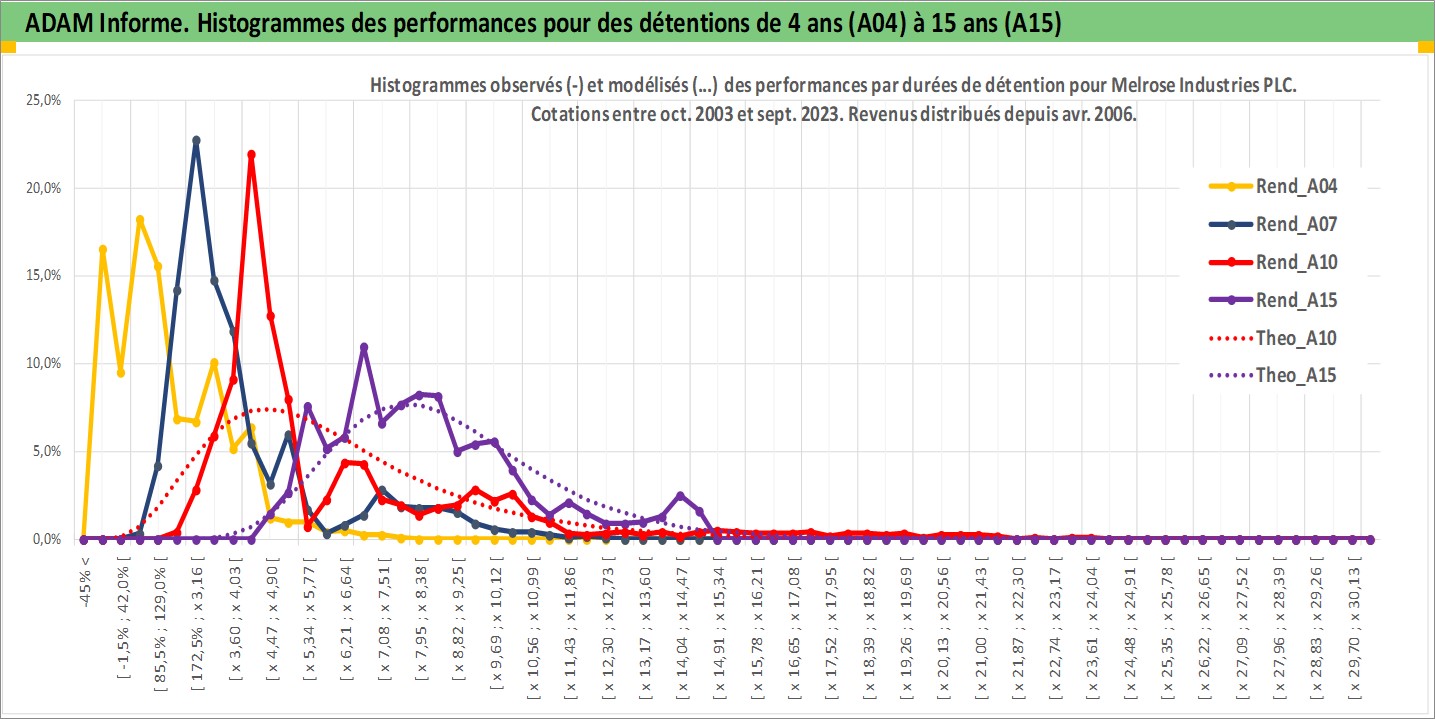 ADAM Informe. Histogrammes des performances pour des détentions de 4 ans (A04) à 15 ans (A15)
Histogrammes observés (-) et modélisés (...) des performances par durées de détention pour Melrose Industries PLC.
Cotations entre oct. 2003 et sept. 2023. Revenus distribués depuis avr. 2006.
25,0%
20,0%
15,0%
10,0%
5,0%
0,0%
Rend_A04
Rend_A07
Rend_A10
Rend_A15
Theo_A10
Theo_A15
-45% <
[ -1,5% ; 42,0% [
[ 85,5% ; 129,0% [
[ 172,5% ; x 3,16 [
[ x 3,60 ; x 4,03 [
[ x 4,47 ; x 4,90 [
[ x 5,34 ; x 5,77 [
[ x 6,21 ; x 6,64 [
[ x 7,08 ; x 7,51 [
[ x 7,95 ; x 8,38 [
[ x 8,82 ; x 9,25 [
[ x 9,69 ; x 10,12 [
[ x 10,56 ; x 10,99 [
[ x 11,43 ; x 11,86 [
[ x 12,30 ; x 12,73 [
[ x 13,17 ; x 13,60 [
[ x 14,04 ; x 14,47 [
[ x 14,91 ; x 15,34 [
[ x 15,78 ; x 16,21 [
[ x 16,65 ; x 17,08 [
[ x 17,52 ; x 17,95 [
[ x 18,39 ; x 18,82 [
[ x 19,26 ; x 19,69 [
[ x 20,13 ; x 20,56 [
[ x 21,00 ; x 21,43 [
[ x 21,87 ; x 22,30 [
[ x 22,74 ; x 23,17 [
[ x 23,61 ; x 24,04 [
[ x 24,48 ; x 24,91 [
[ x 25,35 ; x 25,78 [
[ x 26,22 ; x 26,65 [
[ x 27,09 ; x 27,52 [
[ x 27,96 ; x 28,39 [
[ x 28,83 ; x 29,26 [
[ x 29,70 ; x 30,13 [